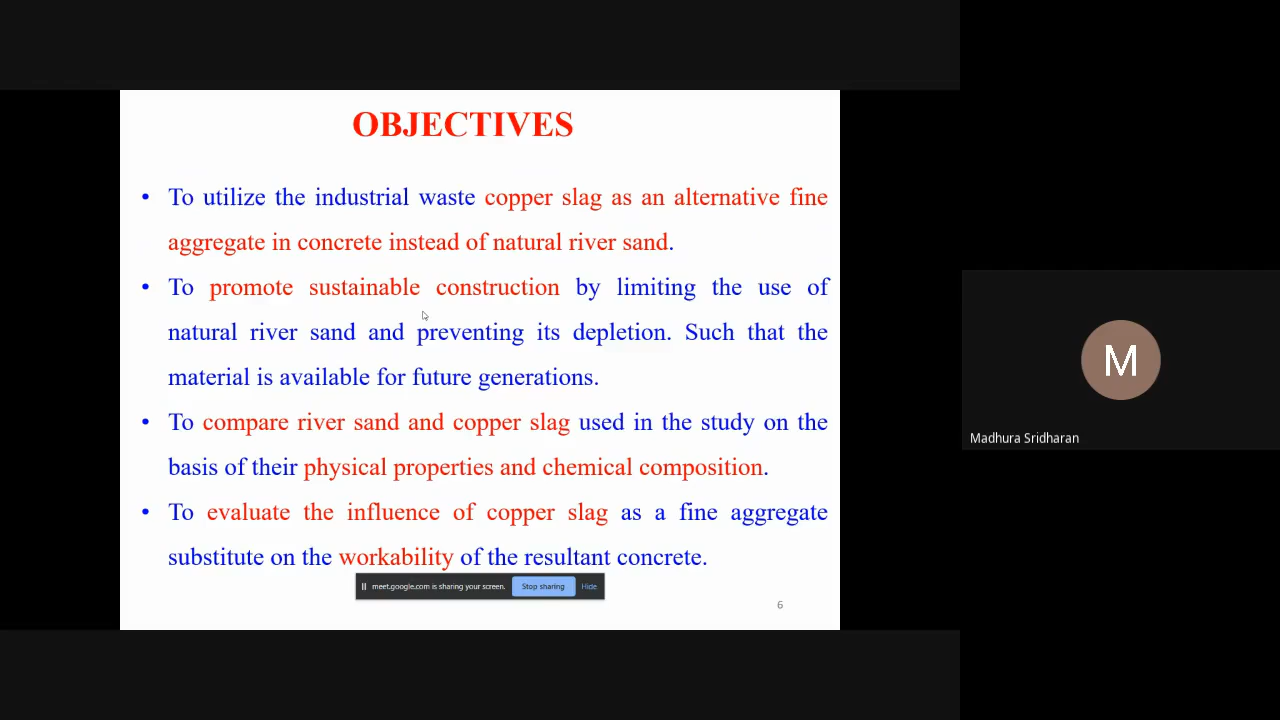 OBJECTIVES
• To utilize the industrial waste copper slag as an alternative fine
aggregate in concrete instead of natural river sand.
• To promote sustainable construction by limiting the use of
natural river sand and preventing its depletion. Such that the
material is available for future generations.
• To compare river sand and copper slag used in the study on the
basis of their physical properties and chemical composition.
• To evaluate the influence of copper slag as a fine aggregate
substitute on the workability of the resultant concrete.
meet.google.com is sharing your screen. Stop sharing Hide
6
M
Madhura Sridharan